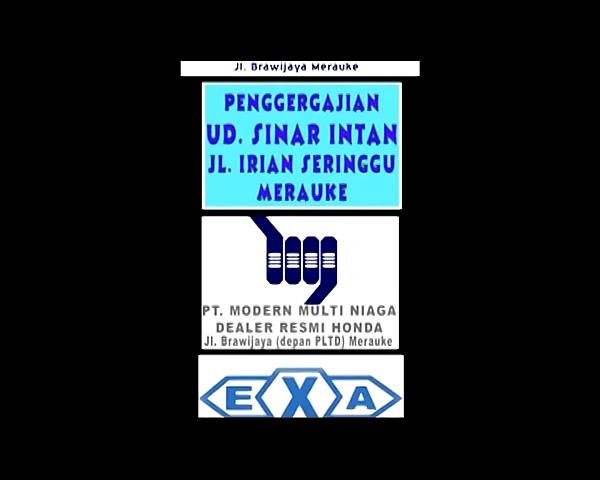 Jl. Brawijaya Merauke
PENGGERGAJIAN
UD. SINAR INTAN
JL. IRIAN SERINGGU
MERAUKE
PT. MODERN MULTI NIAGA
DEALER RESMI HONDA
Jl. Brawijaya (depan PLTD) Merauke
EXA